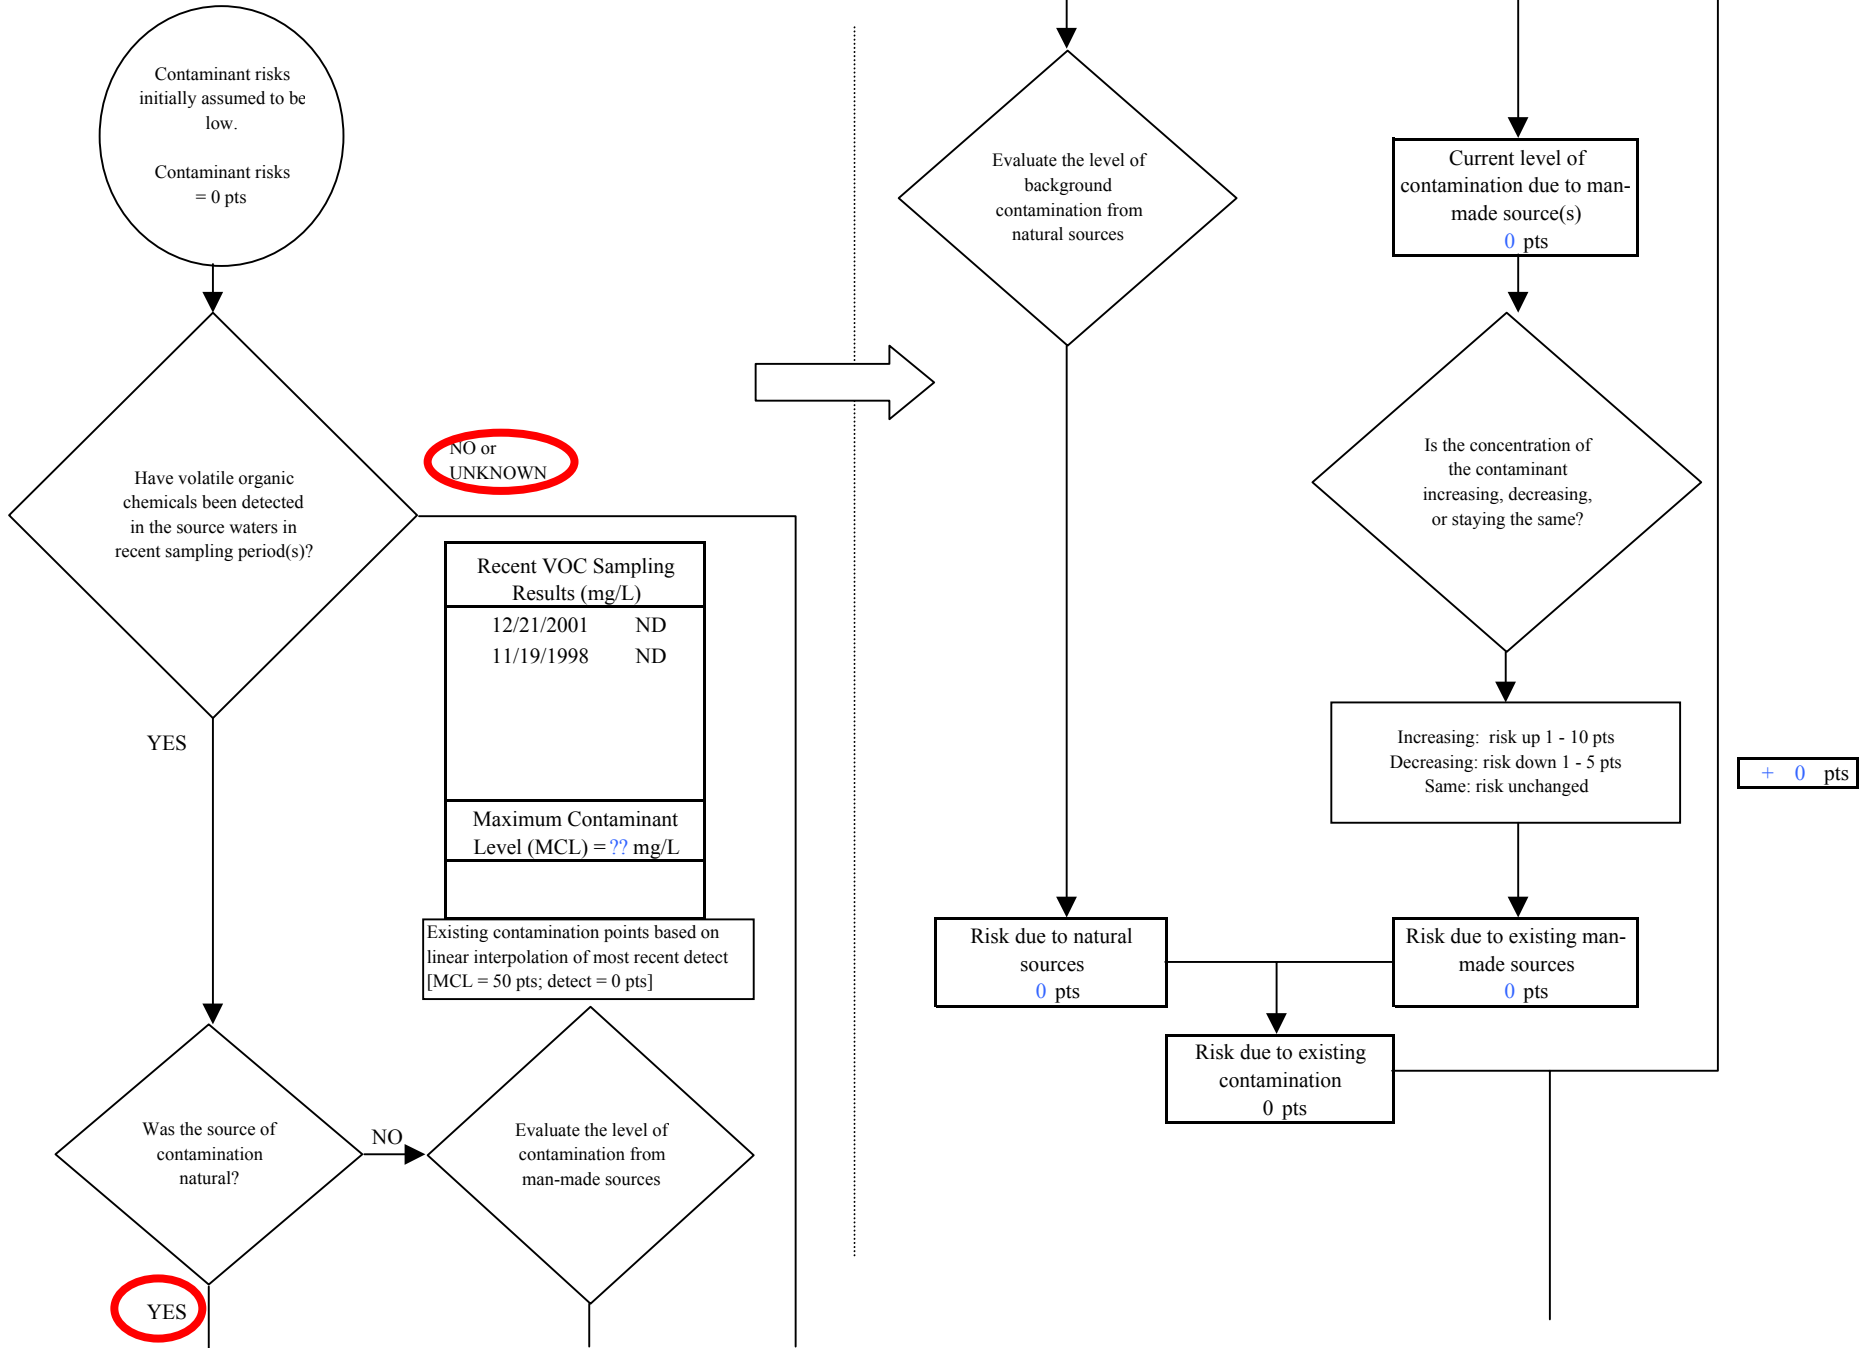 Contaminant risks
initially assumed to be
low.
Contaminant risks
= 0 pts
Have volatile organic
chemicals been detected
in the source waters in
recent sampling period(s)?
NO or
UNKNOWN
Recent VOC Sampling
Results (mg/L)
12/21/2001 ND
11/19/1998 ND
YES
Maximum Contaminant
Level (MCL) = ?? mg/L
Existing contamination points based on
linear interpolation of most recent detect
[MCL = 50 pts; detect = 0 pts]
Was the source of
contamination
natural?
NO
Evaluate the level of
contamination from
man-made sources
YES
Evaluate the level of
background
contamination from
natural sources
Current level of
contamination due to man-
made source(s)
0 pts
Is the concentration of
the contaminant
increasing, decreasing,
or staying the same?
Increasing: risk up 1 - 10 pts
Decreasing: risk down 1 - 5 pts
Same: risk unchanged
+ 0 pts
Risk due to natural
sources
0 pts
Risk due to existing man-
made sources
0 pts
Risk due to existing
contamination
0 pts